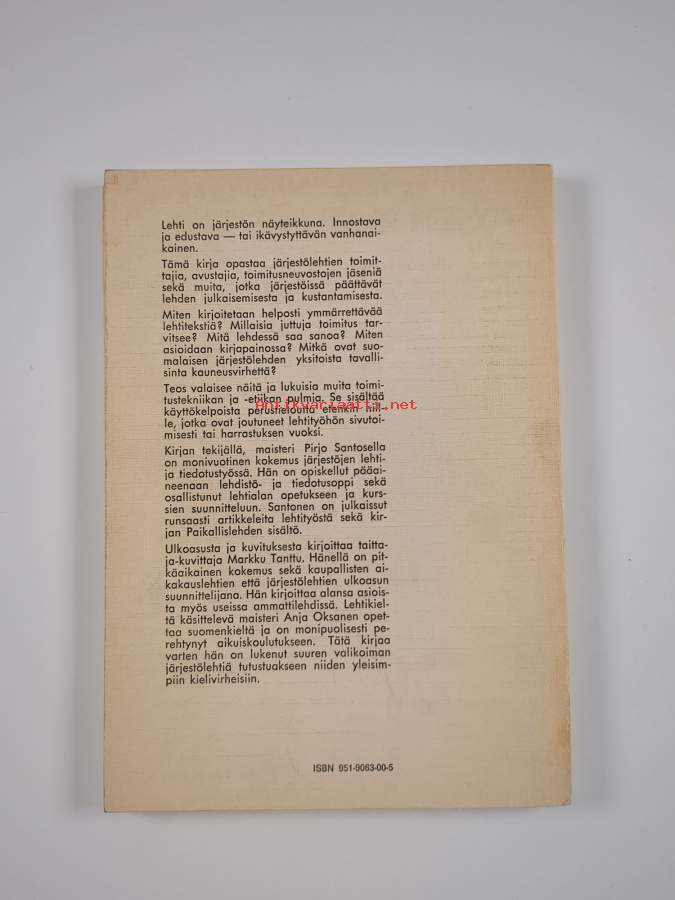 Lehti on järjestön näyteikkuna. Innostava
ja edustava — tai ikävystyttävän vanhanai-
kainen.
Tämä kirja opastaa järjestölehtien toimit-
tajia, avustajia, toimitusneuvostojen jäseniä
sekä muita, jotka järjestöissä päättävät
lehden julkaisemisesta ja kustantamisesta.
Miten kirjoitetaan helposti ymmärrettävää
lehtitekstiä? Millaisia juttuja toimitus tar-
vitsee? Mitä lehdessä saa sanoa? Miten
asioidaan kirjapainossa? Mitkä ovat suo-
malaisen järjestölehden yksitoista tavalli-
sinta kauneusvirhettä?
Teos valaisee näitä ja lukuisia muita toimi-
tustekniikan ja -etiikan pulmia. Se sisältää
käyttökelpoista perustietoutta etenkin niil-
antikvariaatti.net
le, jotka ovat joutuneet lehtityöhön sivutoi-
misesti tai harrastuksen vuoksi.
Kirjan tekijällä, maisteri Pirjo Santosella
on monivuotinen kokemus järjestöjen lehti-
ja tiedotustyössä. Hän on opiskellut pääai-
neenaan lehdistö- ja tiedotusoppi sekä
osallistunut lehtialan opetukseen ja kurs-
sien suunnitteluun. Santonen on julkaissut
runsaasti artikkeleita lehtityöstä sekä kir-
jan Paikallislehden sisältö.
Ulkoasusta ja kuvituksesta kirjoittaa taitta-
ja-kuvittaja Markku Tanttu. Hänellä on pit-
käaikainen kokemus sekä kaupallisten ai-
kakauslehtien että järjestölehtien ulkoasun
suunnittelijana. Hän kirjoittaa alansa asiois-
ta myös useissa ammattilehdissä. Lehtikiel-
tä käsittelevä maisteri Anja Oksanen opet-
taa suomenkieltä ja on monipuolisesti pe-
rehtynyt aikuiskoulutukseen. Tätä kirjaa
varten hän on lukenut suuren valikoiman
järjestölehtiä tutustuakseen niiden yleisim-
piin kielivirheisiin.
ISBN 951-9063-00-5